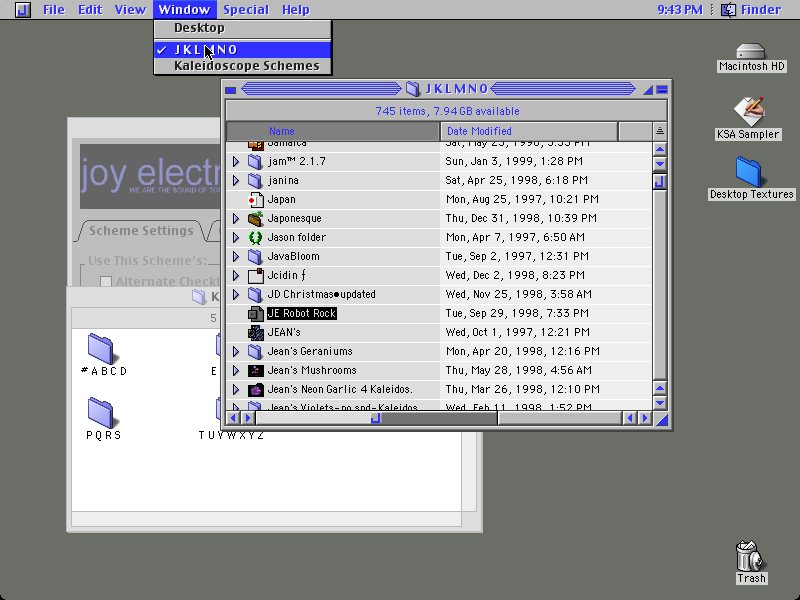 File Edit View Window Special Help 9:43 PM Finder
Desktop
✓ J K L M N O
Kaleidoscope Schemes
Macintosh HD
KSA Sampler
Desktop Textures
Trash
J K L M N O
745 items, 7.94 GB available
Name Date Modified
Jamaica Sat, May 23, 1998, 5:55 PM
jam™ 2.1.7 Sun, Jan 3, 1999, 1:28 PM
janina Sat, Apr 25, 1998, 6:18 PM
Japan Mon, Aug 25, 1997, 10:21 PM
Japonesque Thu, Dec 31, 1998, 10:39 PM
Jason folder Mon, Apr 7, 1997, 6:50 AM
JavaBloom Tue, Sep 2, 1997, 12:31 PM
Jcidin ƒ Wed, Dec 2, 1998, 8:23 PM
JD Christmas•updated Wed, Nov 25, 1998, 3:58 AM
JE Robot Rock Tue, Sep 29, 1998, 7:33 PM
JEAN's Wed, Oct 1, 1997, 12:21 PM
Jean's Geraniums Mon, Apr 20, 1998, 12:16 PM
Jean's Mushrooms Thu, May 28, 1998, 4:56 AM
Jean's Neon Garlic 4 Kaleidos. Thu, Mar 26, 1998, 12:10 PM
Jean's Violets-no snd-Kaleidos Wed, Feb 11, 1998, 1:52 PM
joy electr
WE ARE THE SOUND OF TO
Scheme Settings
Use This Scheme's:
Alternate Checkb
K
5
# A B C D
E
P Q R S
T U V W X Y Z